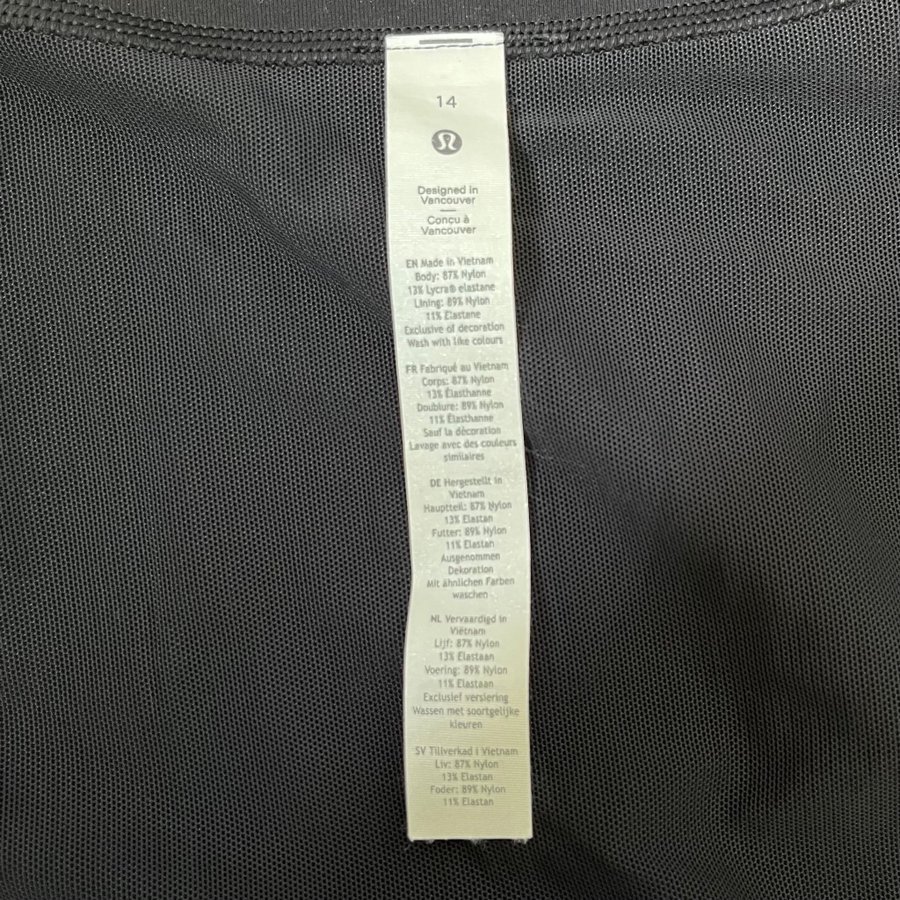 14
Designed in
Vancouver
Conçu à
Vancouver
EN Made in Vietnam
Body: 87% Nylon
13% Lycra® elastane
Lining: 89% Nylon
11% Elastane
Exclusive of decoration
Wash with like colours
FR Fabriqué au Vietnam
Corps: 87% Nylon
13% Élasthanne
Doublure: 89% Nylon
11% Élasthanne
Sauf la décoration
Lavage avec des couleurs
similaires
DE Hergestellt in
Vietnam
Hauptteil: 87% Nylon
13% Elastan
Futter: 89% Nylon
11% Elastan
Ausgenommen
Dekoration
Mit ähnlichen Farben
waschen
NL Vervaardigd in
Viëtnam
Lijf: 87% Nylon
13% Elastaan
Voering: 89% Nylon
11% Elastaan
Exclusief versiering
Wassen met soortgelijke
kleuren
SV Tillverkad i Vietnam
Liv: 87% Nylon
13% Elastan
Foder: 89% Nylon
11% Elastan